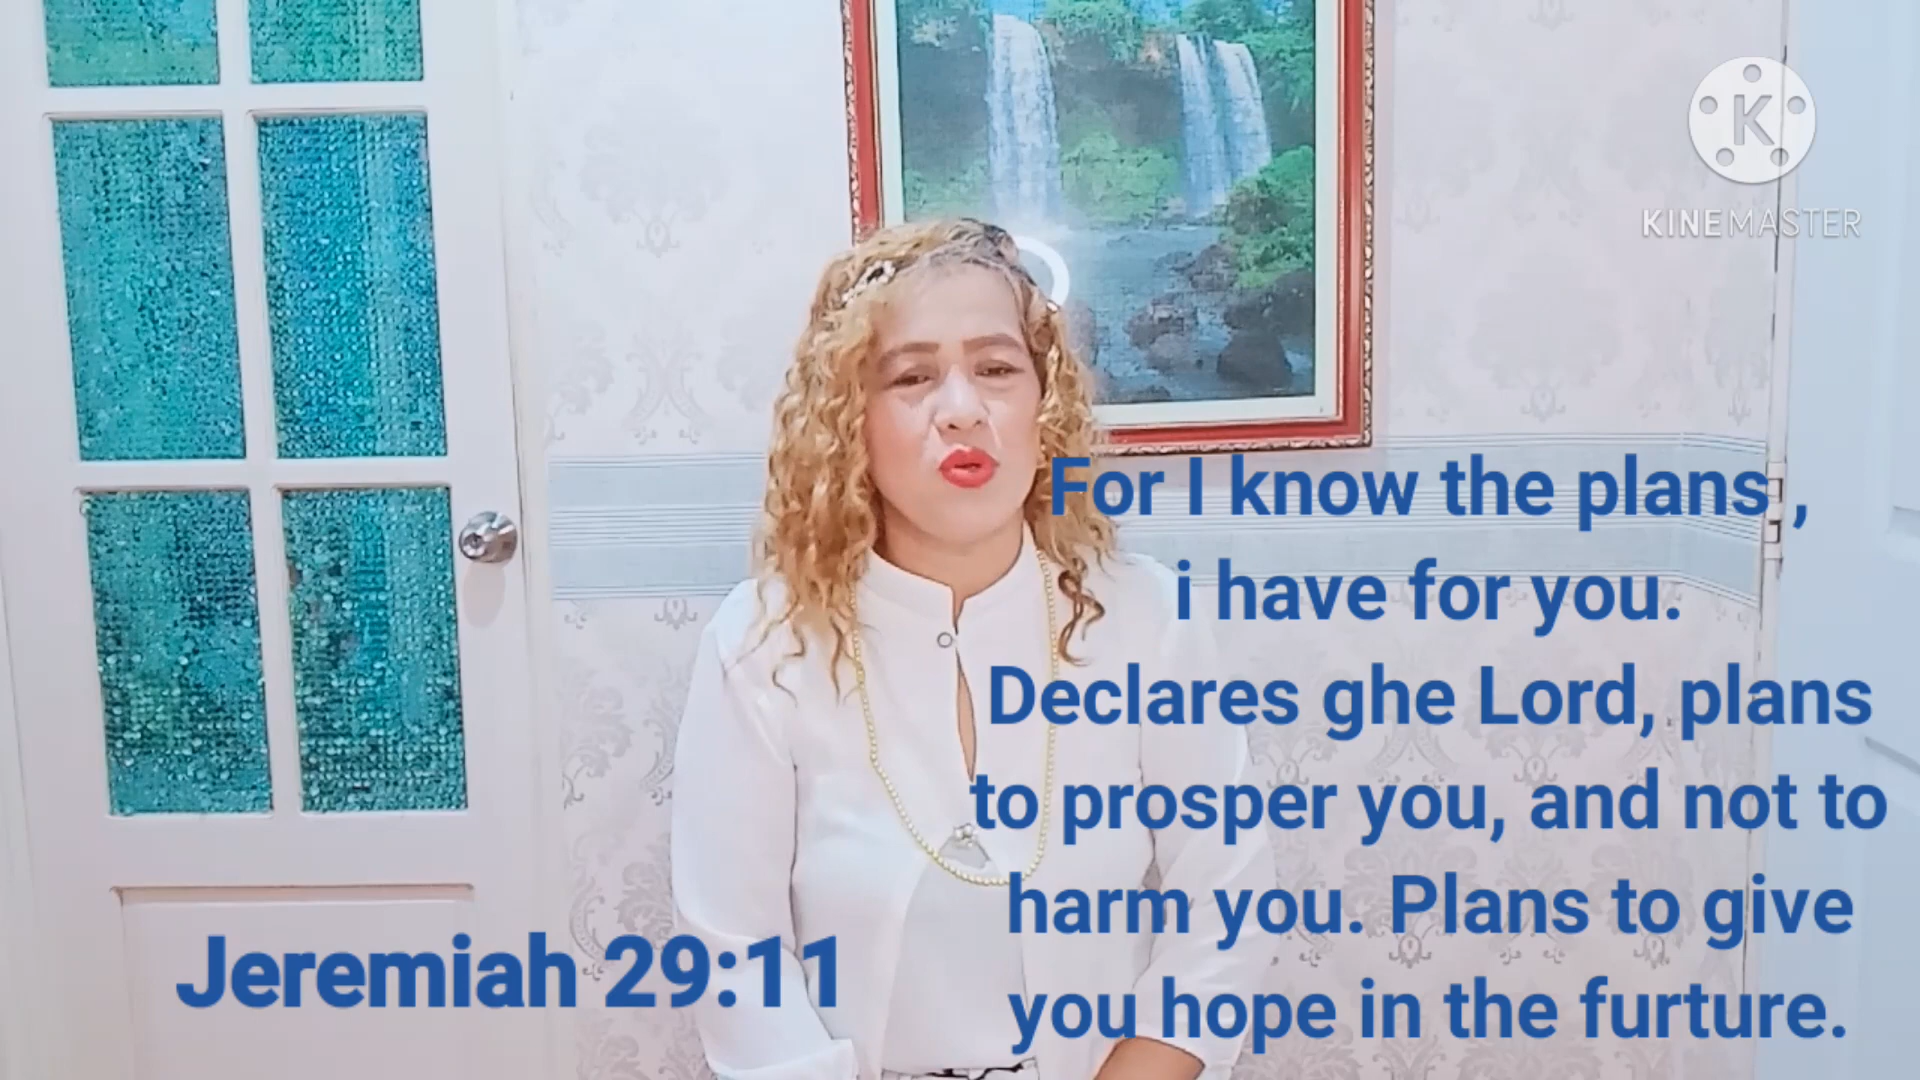 K
KINEMASTER
For I know the plans ,
i have for you.
Declares ghe Lord, plans
to prosper you, and not to
harm you. Plans to give
you hope in the furture.
Jeremiah 29:11